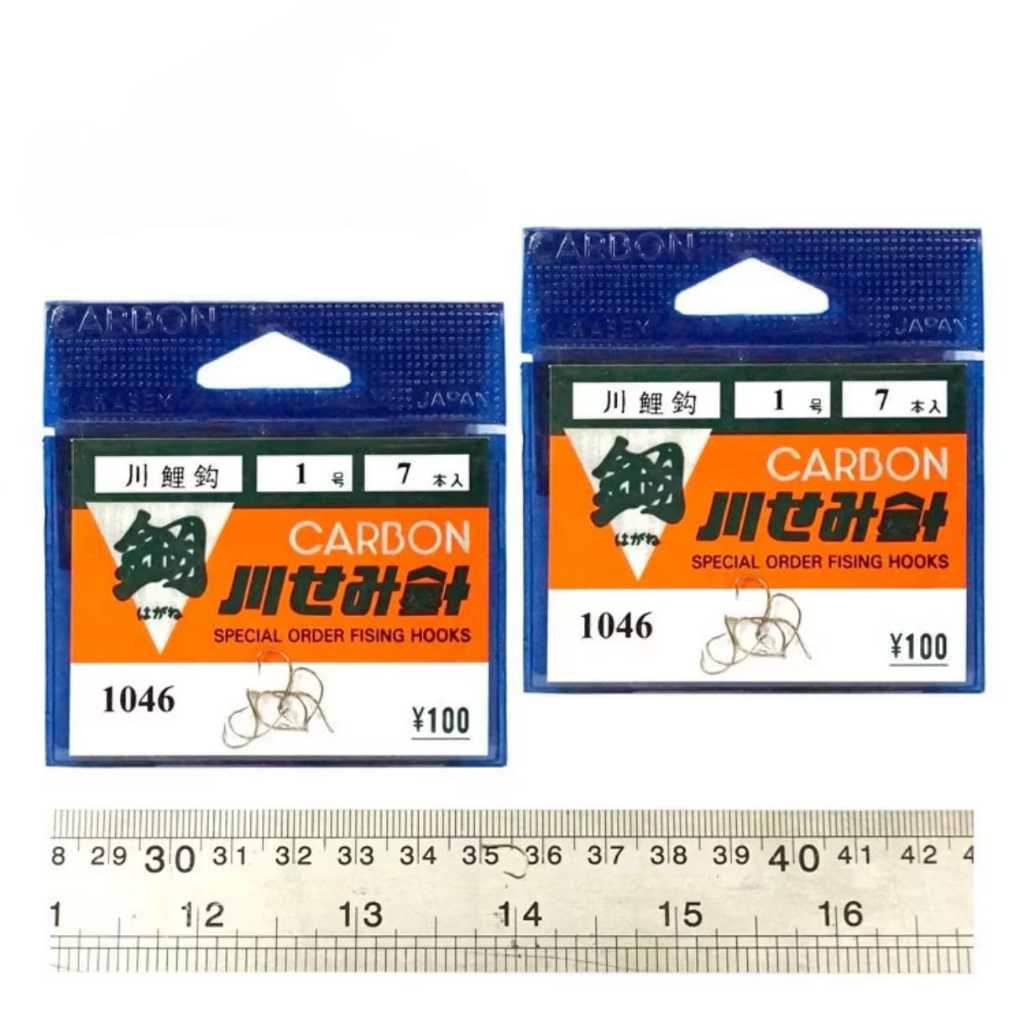 CARBON
KAWASEMY JAPAN
川鯉鈎 1号 7本入
CARBON
鋼
はがね
川せみ針
SPECIAL ORDER FISING HOOKS
1046
¥100
CARBON
JAPAN
川鯉鈎 1号 7本入
CARBON
鋼
はがね
川せみ針
SPECIAL ORDER FISING HOOKS
1046
¥100
8 29 30 31 32 33 34 35 36 37 38 39 40 41 42 4
1 12 13 14 15 16